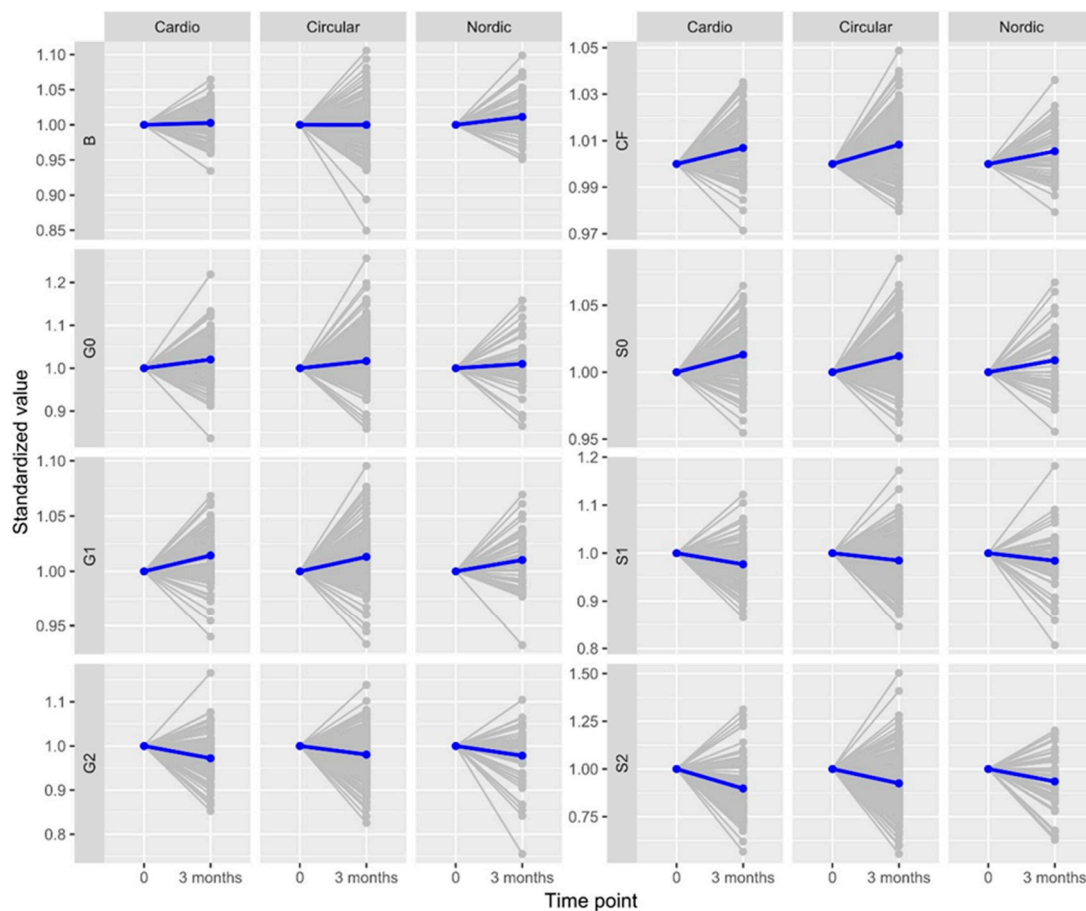 Cardio Circular Nordic Cardio Circular Nordic
B
1.10
1.05
1.00
0.95
0.90
0.85
CF
1.05
1.03
1.01
0.99
0.97
G0
1.2
1.1
1.0
0.9
S0
1.05
1.00
0.95
Standardized value
G1
1.10
1.05
1.00
0.95
S1
1.2
1.1
1.0
0.9
0.8
G2
1.1
1.0
0.9
0.8
S2
1.50
1.25
1.00
0.75
0 3 months 0 3 months 0 3 months 0 3 months 0 3 months 0 3 months
Time point